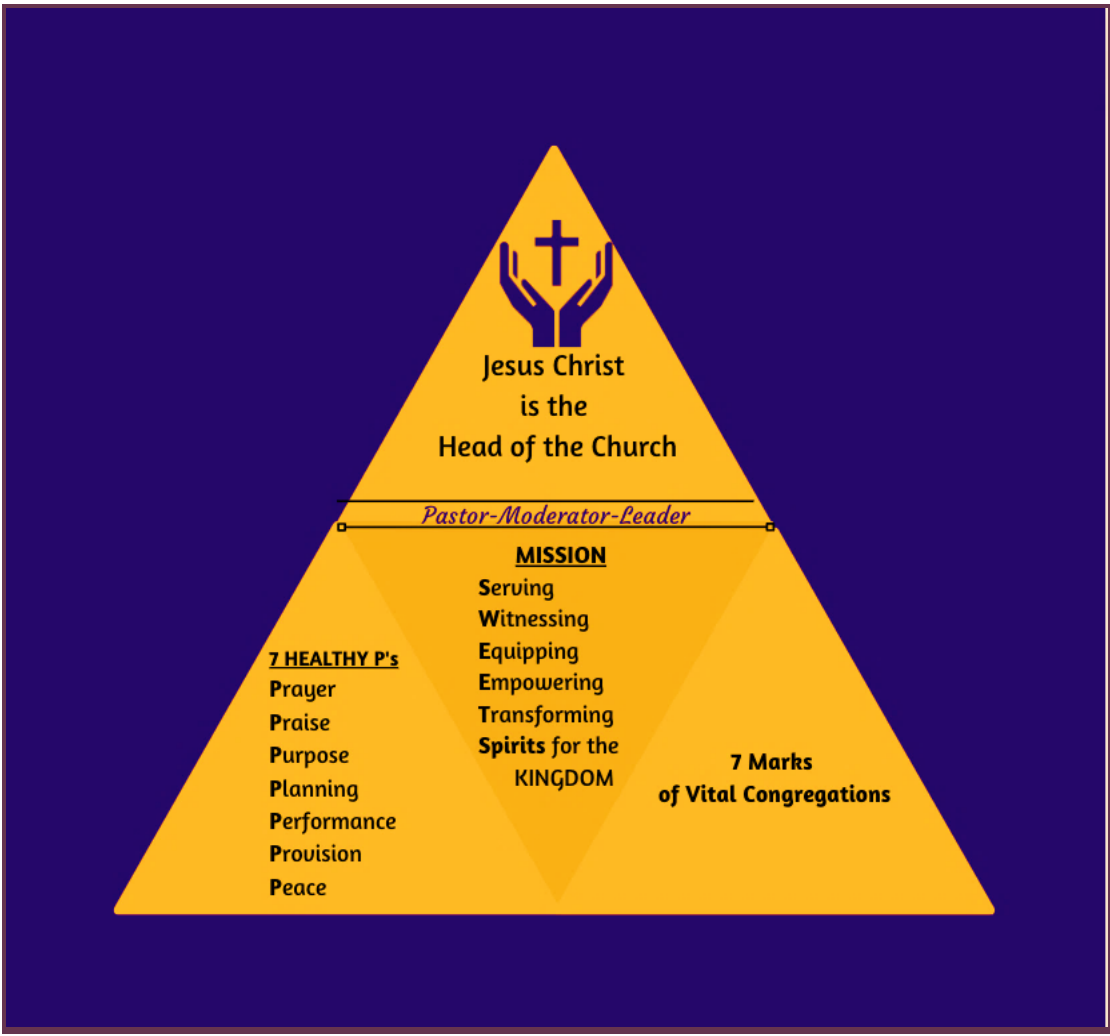 Jesus Christ
is the
Head of the Church
Pastor-Moderator-Leader
MISSION
Serving
Witnessing
Equipping
Empowering
Transforming
Spirits for the
KINGDOM
7 HEALTHY P's
Prayer
Praise
Purpose
Planning
Performance
Provision
Peace
7 Marks
of Vital Congregations